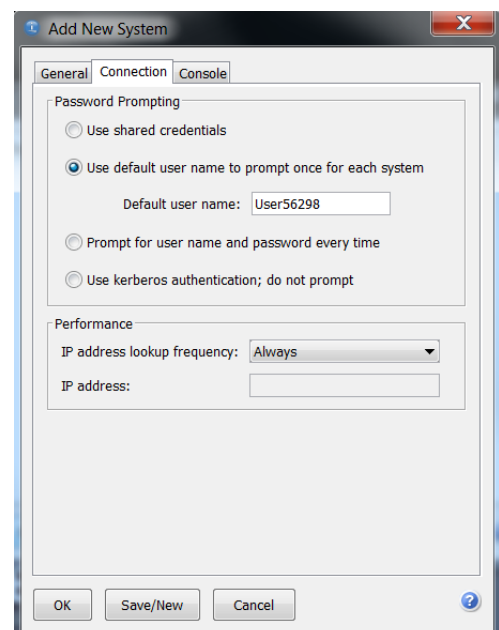 Add New System
General Connection Console
Password Prompting
Use shared credentials
Use default user name to prompt once for each system
Default user name: User56298
Prompt for user name and password every time
Use kerberos authentication; do not prompt
Performance
IP address lookup frequency: Always
IP address:
OK Save/New Cancel ?